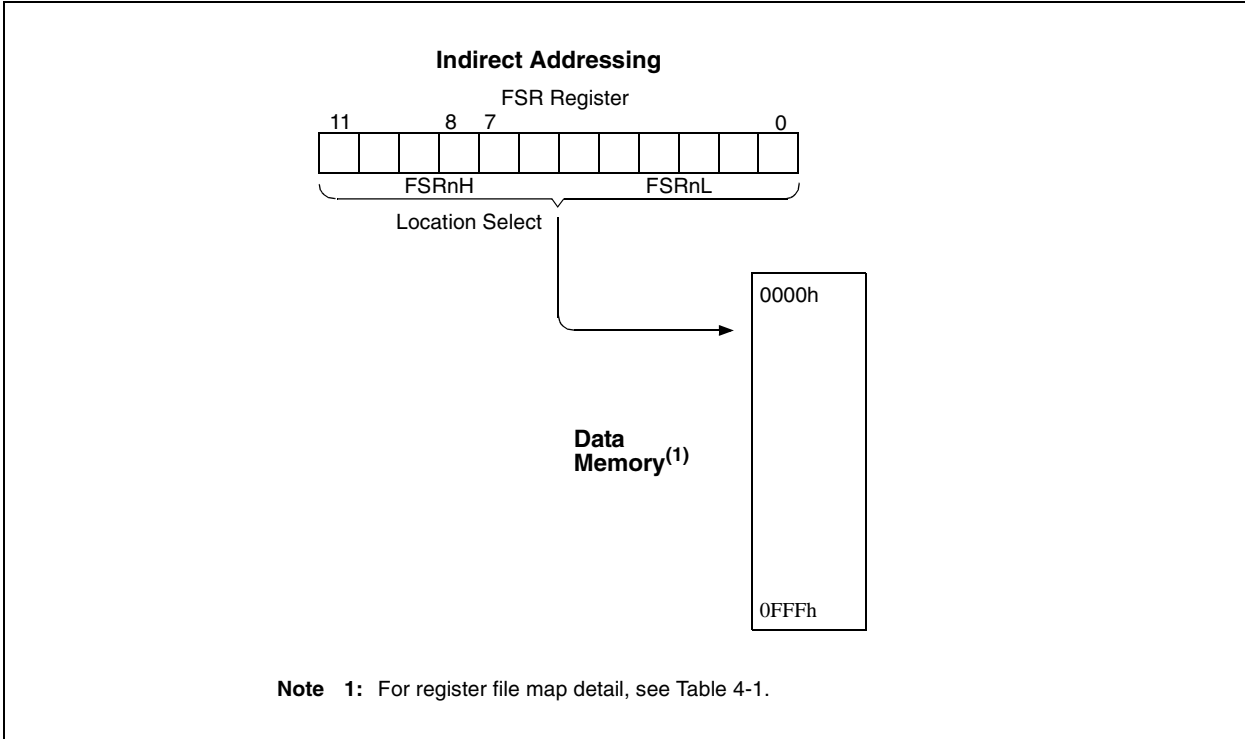 Indirect Addressing
FSR Register
11 8 7 0
FSRnH FSRnL
Location Select
0000h
Data
Memory(1)
0FFFh
Note 1: For register file map detail, see Table 4-1.